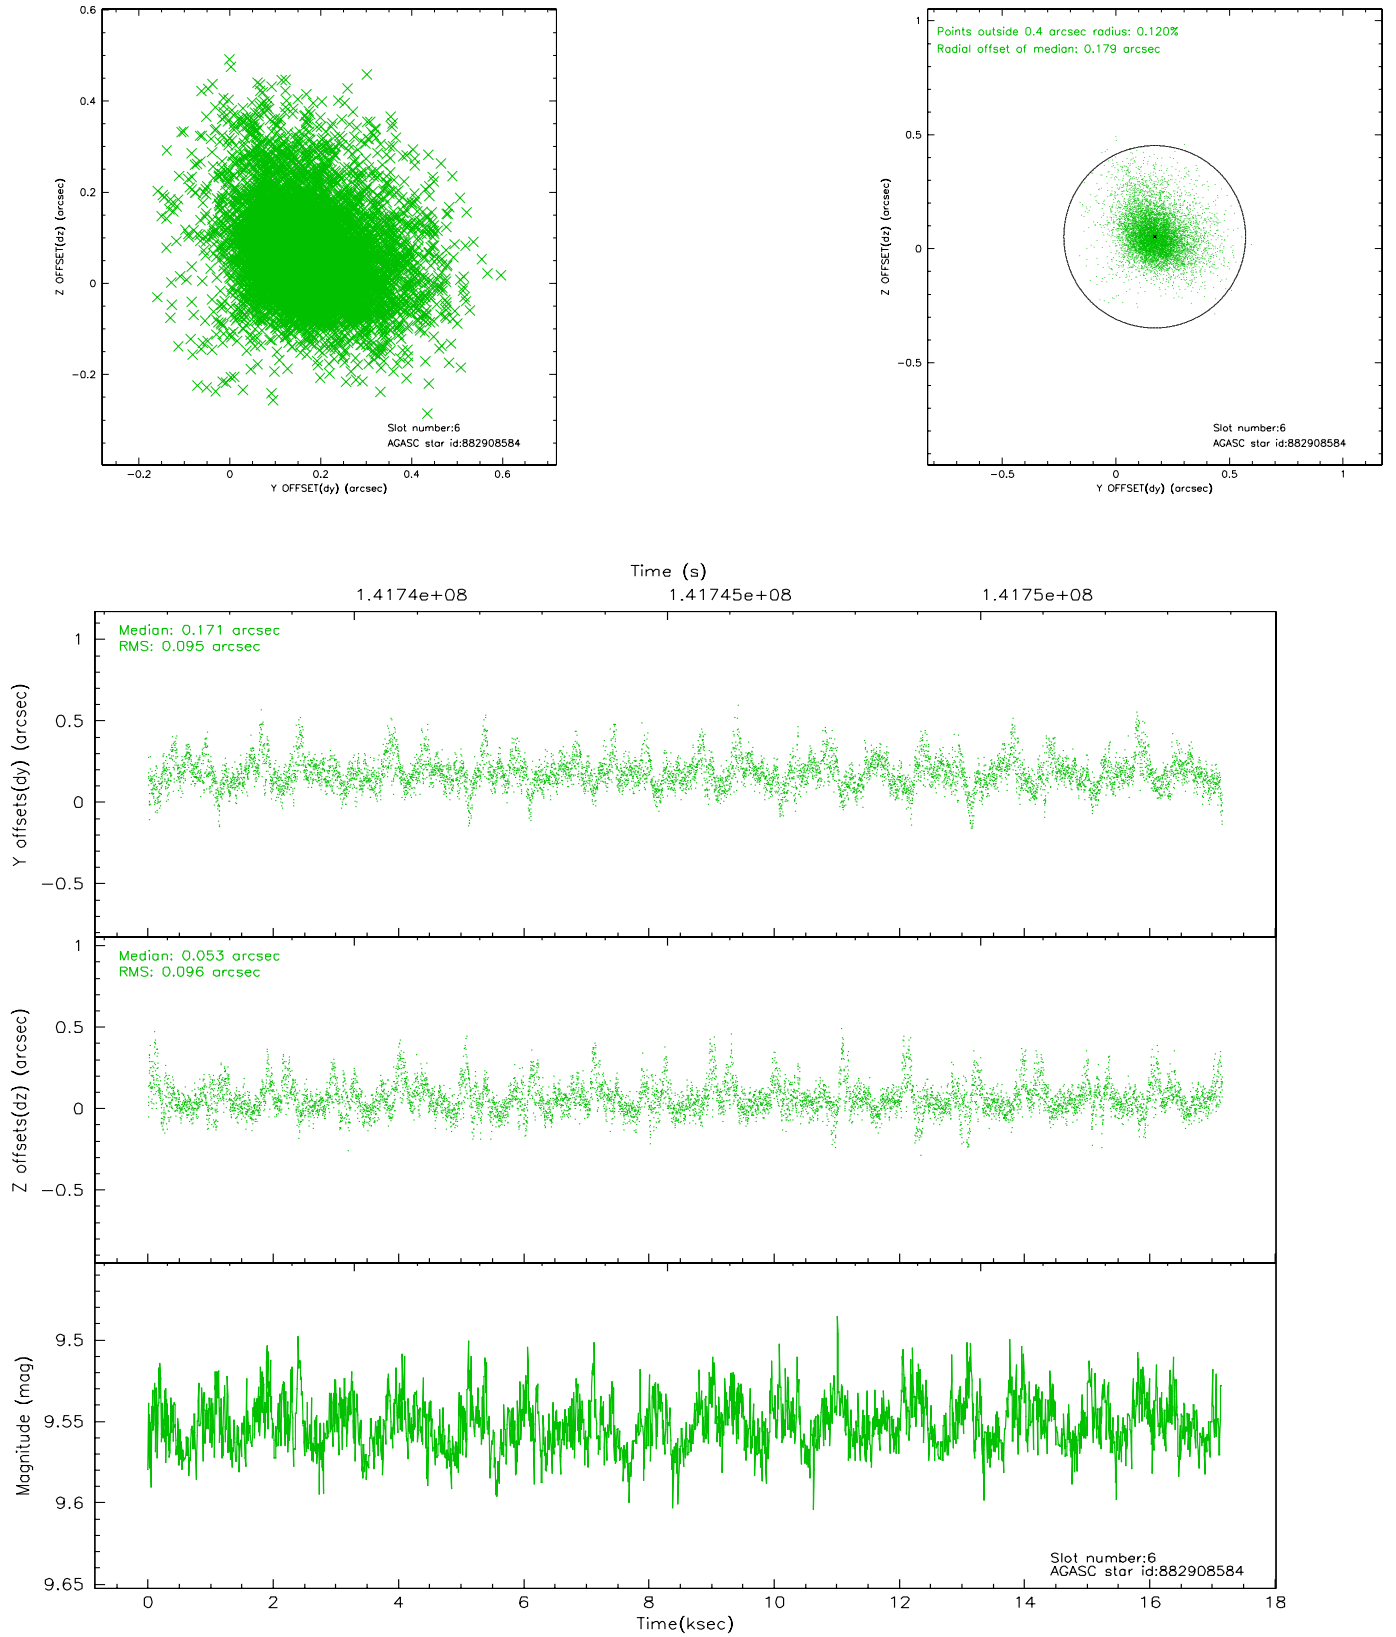 0.6
0.4
0.2
0
−0.2
Z OFFSET(dz) (arcsec)
Slot number:6
AGASC star id:882908584
−0.2 0 0.2 0.4 0.6
Y OFFSET(dy) (arcsec)
Points outside 0.4 arcsec radius: 0.120%
Radial offset of median: 0.179 arcsec
1
0.5
0
−0.5
Z OFFSET(dz) (arcsec)
Slot number:6
AGASC star id:882908584
−0.5 0 0.5 1
Y OFFSET(dy) (arcsec)
Time (s)
1.4174e+08 1.41745e+08 1.4175e+08
Median: 0.171 arcsec
RMS: 0.095 arcsec
1
0.5
0
−0.5
Y offsets(dy) (arcsec)
Median: 0.053 arcsec
RMS: 0.096 arcsec
1
0.5
0
−0.5
Z offsets(dz) (arcsec)
9.5
9.55
9.6
9.65
Magnitude (mag)
Slot number:6
AGASC star id:882908584
0 2 4 6 8 10 12 14 16 18
Time(ksec)